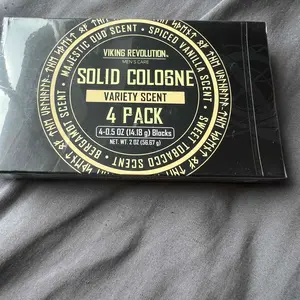 VIKING REVOLUTION.
MEN'S CARE
SOLID COLOGNE
VARIETY SCENT
4 PACK
4-0.5 OZ (14.18 g) Blocks
NET. WT. 2 OZ (56.67 g)
MAJESTIC OUD SCENT • SPICED VANILLA SCENT •
SWEET TOBACCO SCENT • BERGAMOT SCENT •